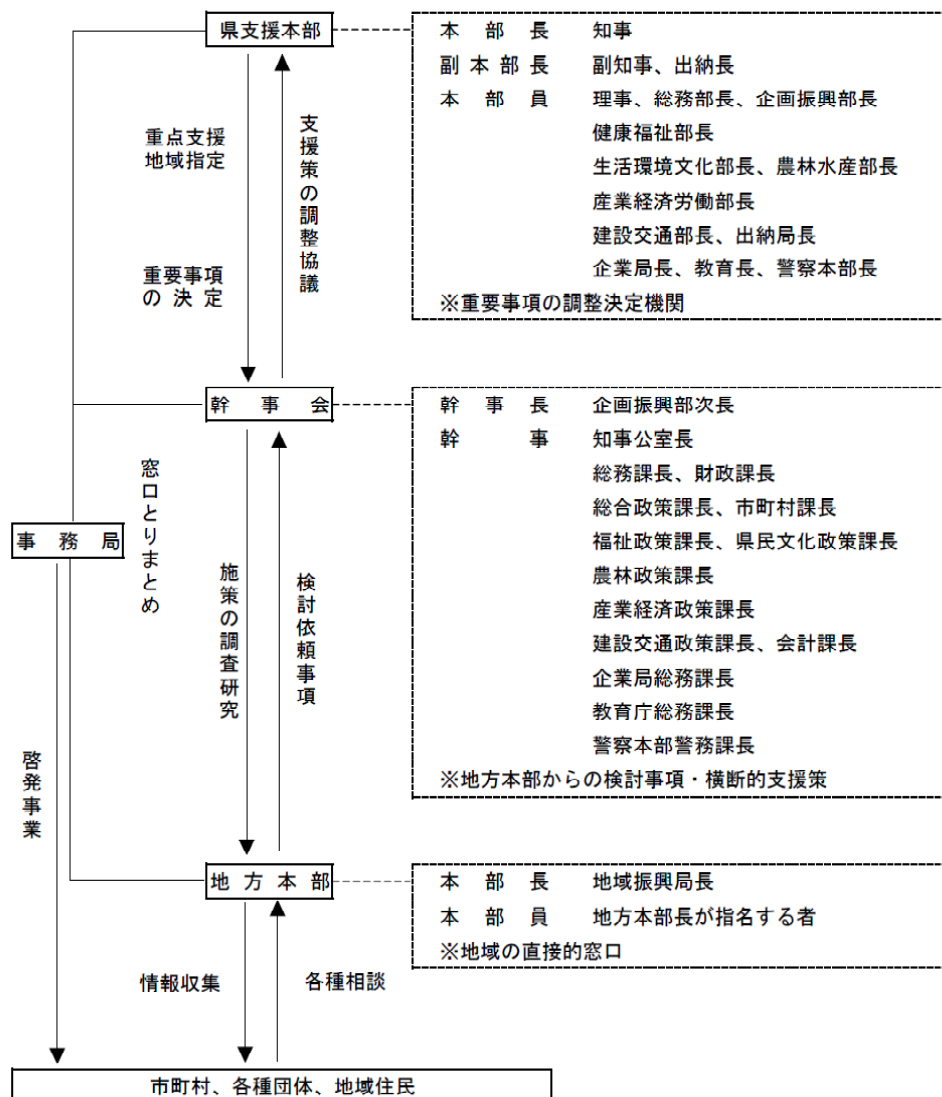 県支援本部
本部長 知事
副本部長 副知事、出納長
本部員 理事、総務部長、企画振興部長
健康福祉部長
生活環境文化部長、農林水産部長
産業経済労働部長
建設交通部長、出納局長
企業局長、教育長、警察本部長
※重要事項の調整決定機関
重点支援
地域指定
重要事項
の決定
支援策の調整協議
幹事会
幹事長 企画振興部次長
幹事 知事公室長
総務課長、財政課長
総合政策課長、市町村課長
福祉政策課長、県民文化政策課長
農林政策課長
産業経済政策課長
建設交通政策課長、会計課長
企業局総務課長
教育庁総務課長
警察本部警務課長
※地方本部からの検討事項・横断的支援策
事務局
窓口とりまとめ
施策の調査研究
検討依頼事項
啓発事業
地方本部
本部長 地域振興局長
本部員 地方本部長が指名する者
※地域の直接的窓口
情報収集
各種相談
市町村、各種団体、地域住民